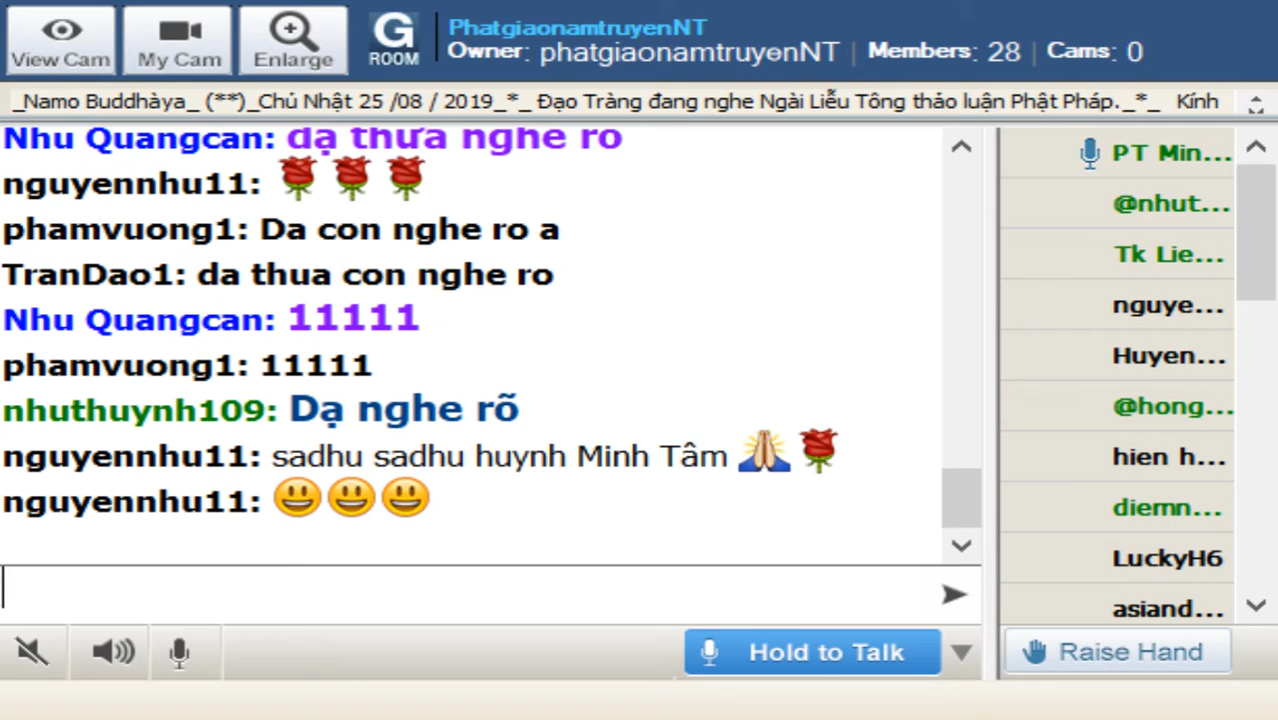 PhatgiaonamtruyenNT
View Cam
My Cam
Enlarge
G
ROOM
Owner: phatgiaonamtruyenNT | Members: 28 | Cams: 0
_Namo Buddhàya_ (**)_Chủ Nhật 25 /08 / 2019_*_ Đạo Tràng đang nghe Ngài Liễu Tông thảo luận Phật Pháp._*_ Kính
Nhu Quangcan: dạ thưa nghe ro
nguyennhu11:
phamvuong1: Da con nghe ro a
TranDao1: da thua con nghe ro
Nhu Quangcan: 11111
phamvuong1: 11111
nhuthuynh109: Dạ nghe rõ
nguyennhu11: sadhu sadhu huynh Minh Tâm
nguyennhu11:
PT Min...
@nhut...
Tk Lie...
nguye...
Huyen...
@hong...
hien h...
diemn...
LuckyH6
asiand...
Hold to Talk
Raise Hand